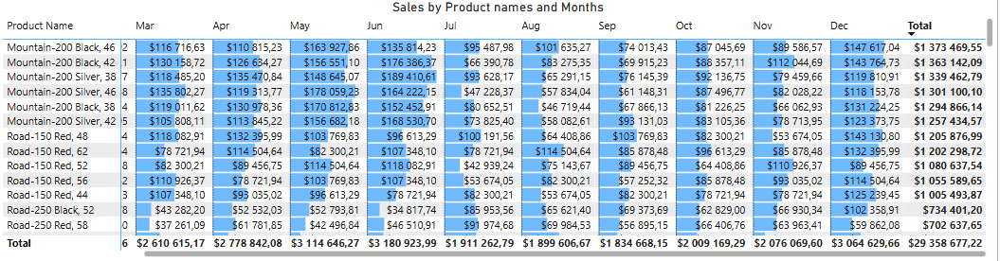 Sales by Product names and Months
Product Name Mar Apr May Jun Jul Aug Sep Oct Nov Dec Total
Mountain-200 Black, 46 2 $116 716,63 $110 815,23 $163 927,86 $135 814,23 $95 487,98 $101 635,27 $74 013,43 $87 045,69 $89 586,57 $147 617,04 $1 373 469,55
Mountain-200 Black, 42 1 $130 158,72 $126 634,27 $156 551,10 $176 386,37 $66 390,78 $83 275,35 $69 915,23 $88 357,11 $112 044,69 $143 764,73 $1 363 142,09
Mountain-200 Silver, 38 7 $118 485,20 $135 470,84 $148 645,07 $189 410,61 $93 628,17 $65 291,15 $76 145,39 $92 136,75 $79 459,66 $119 810,91 $1 339 462,79
Mountain-200 Silver, 46 8 $135 802,27 $119 313,77 $178 059,23 $164 222,15 $47 228,37 $57 834,04 $61 148,31 $87 496,77 $82 028,22 $118 153,78 $1 301 100,10
Mountain-200 Black, 38 4 $119 011,62 $130 978,36 $170 812,83 $152 452,91 $80 652,51 $46 719,44 $67 866,13 $81 226,25 $66 062,93 $131 224,25 $1 294 866,14
Mountain-200 Silver, 42 5 $105 808,11 $113 845,22 $156 682,18 $168 530,70 $73 825,40 $58 082,61 $93 131,03 $83 105,36 $78 713,95 $123 373,75 $1 257 434,57
Road-150 Red, 48 4 $118 082,91 $132 395,99 $103 769,83 $96 613,29 $100 191,56 $64 408,86 $103 769,83 $82 300,21 $53 674,05 $143 130,80 $1 205 876,99
Road-150 Red, 62 4 $78 721,94 $114 504,64 $82 300,21 $107 348,10 $78 721,94 $114 504,64 $85 878,48 $96 613,29 $85 878,48 $132 395,99 $1 202 298,72
Road-150 Red, 52 8 $82 300,21 $89 456,75 $114 504,64 $118 082,91 $42 939,24 $75 143,67 $89 456,75 $64 408,86 $110 926,37 $89 456,75 $1 080 637,54
Road-150 Red, 56 2 $110 926,37 $78 721,94 $103 769,83 $107 348,10 $53 674,05 $82 300,21 $57 252,32 $85 878,48 $93 035,02 $114 504,64 $1 055 589,65
Road-150 Red, 44 3 $107 348,10 $93 035,02 $96 613,29 $78 721,94 $82 300,21 $53 674,05 $82 300,21 $78 721,94 $78 721,94 $125 239,45 $1 005 493,87
Road-250 Black, 52 8 $43 282,20 $52 532,03 $52 793,81 $34 817,74 $85 953,56 $65 621,40 $69 373,69 $62 829,00 $66 930,34 $102 358,91 $734 401,20
Road-250 Red, 58 0 $37 261,09 $61 781,85 $42 496,84 $46 510,91 $91 974,68 $69 984,53 $56 895,15 $66 406,76 $63 963,41 $59 862,08 $702 637,65
Total 6 $2 610 615,17 $2 778 842,08 $3 114 646,27 $3 180 923,99 $1 911 262,79 $1 899 606,67 $1 834 668,15 $2 009 169,29 $2 076 069,60 $3 064 629,66 $29 358 677,22